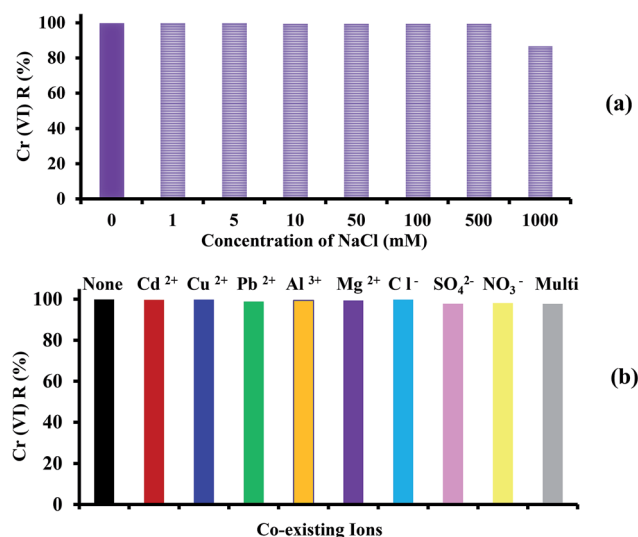 100
80
60
40
20
0
Cr (VI) R (%)
0 1 5 10 50 100 500 1000
Concentration of NaCl (mM)
(a)
None Cd 2+ Cu 2+ Pb 2+ Al 3+ Mg 2+ C l - SO₄2- NO₃ - Multi
100
80
60
40
20
0
Cr (VI) R (%)
Co-existing Ions
(b)